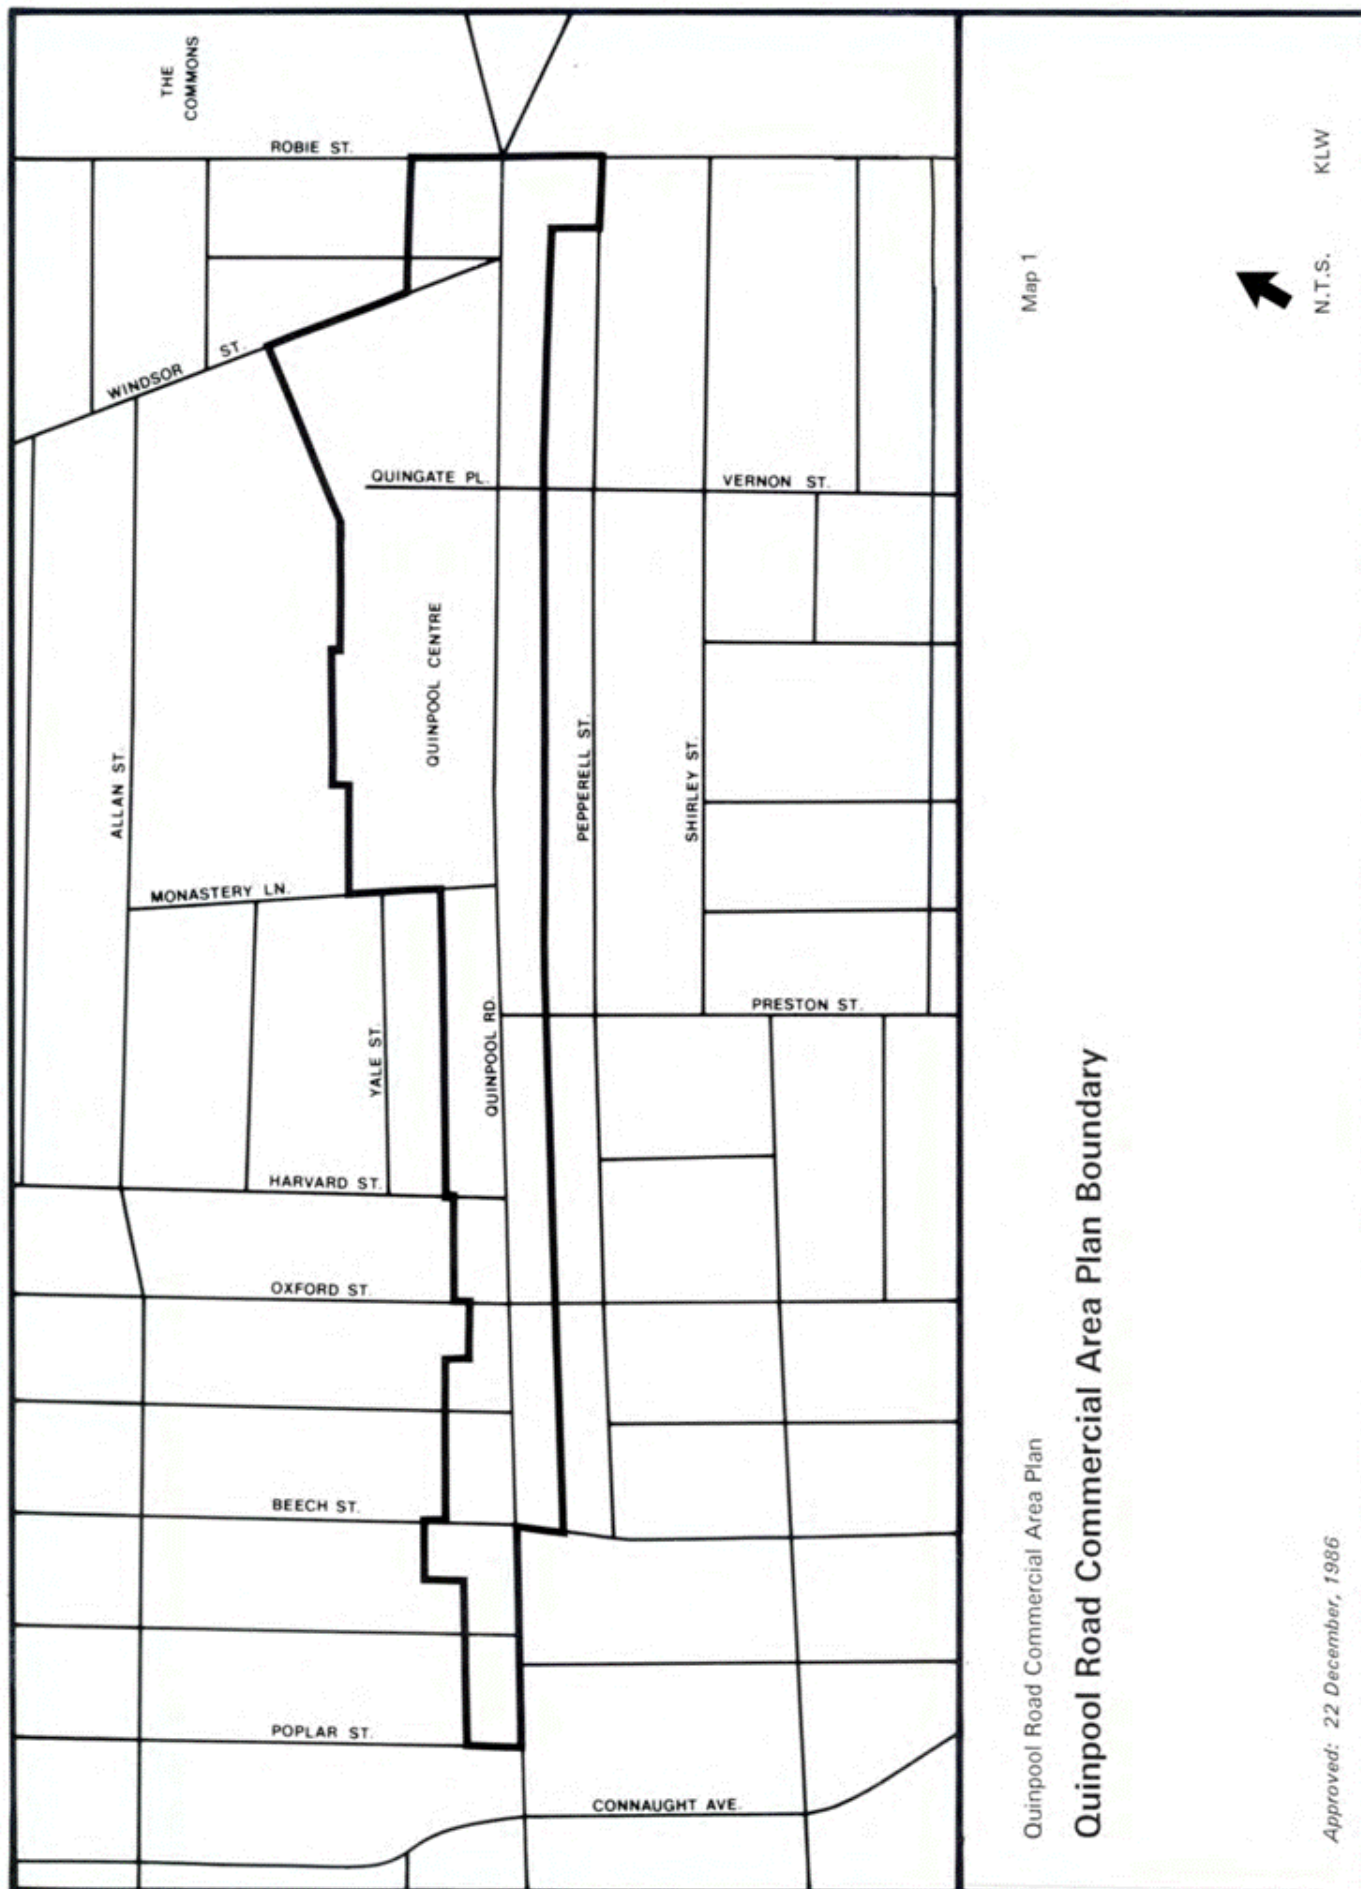 THE
COMMONS
ROBIE ST.
WINDSOR ST.
QUINGATE PL.
VERNON ST.
QUINPOOL CENTRE
ALLAN ST.
PEPPERELL ST.
SHIRLEY ST.
MONASTERY LN.
YALE ST.
QUINPOOL RD.
PRESTON ST.
HARVARD ST.
OXFORD ST.
BEECH ST.
POPLAR ST.
CONNAUGHT AVE.
Quinpool Road Commercial Area Plan
Map 1
Quinpool Road Commercial Area Plan Boundary
Approved: 22 December, 1986
N.T.S.
KLW